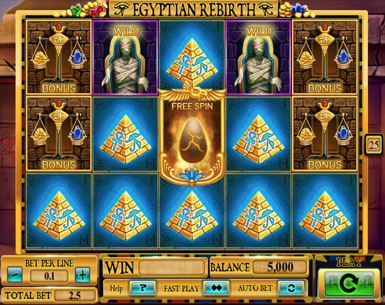 EGYPTIAN REBIRTH
WILD WILD
BONUS BONUS
FREE SPIN
BONUS BONUS
25
BET PER LINE
- 0.1 +
TOTAL BET 2.5
WIN
BALANCE 5,000
Help ? FAST PLAY AUTO BET
PLAY